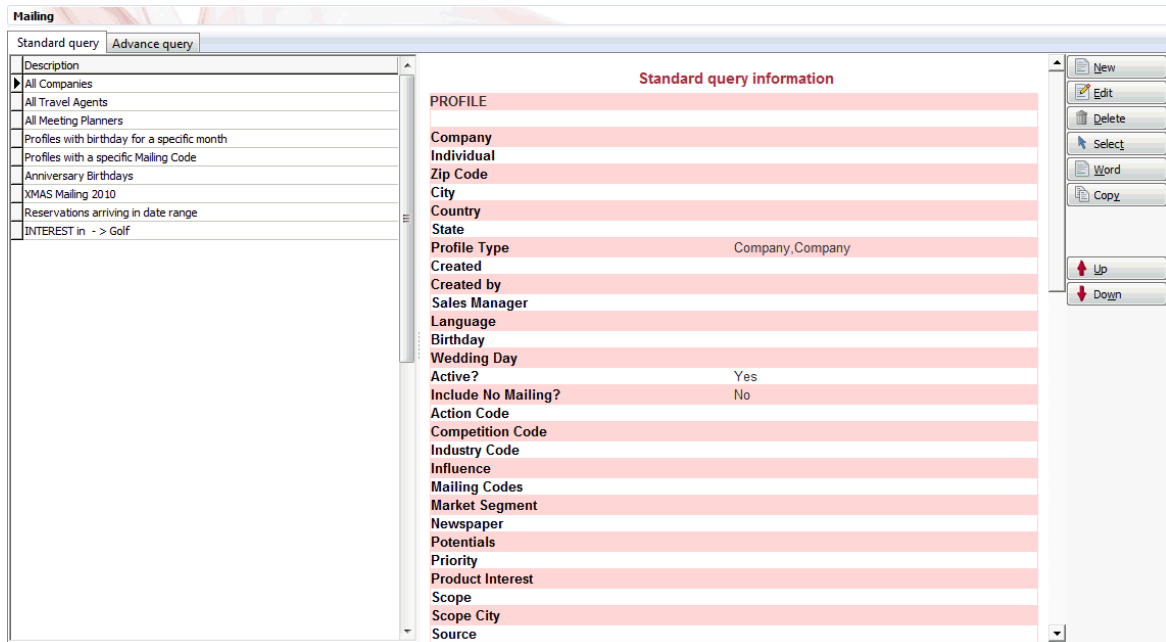 Mailing
Standard query
Advance query
Description
All Companies
All Travel Agents
All Meeting Planners
Profiles with birthday for a specific month
Profiles with a specific Mailing Code
Anniversary Birthdays
XMAS Mailing 2010
Reservations arriving in date range
INTEREST in - > Golf
Standard query information
PROFILE
Company
Individual
Zip Code
City
Country
State
Profile Type Company,Company
Created
Created by
Sales Manager
Language
Birthday
Wedding Day
Active? Yes
Include No Mailing? No
Action Code
Competition Code
Industry Code
Influence
Mailing Codes
Market Segment
Newspaper
Potentials
Priority
Product Interest
Scope
Scope City
Source
New
Edit
Delete
Select
Word
Copy
Up
Down